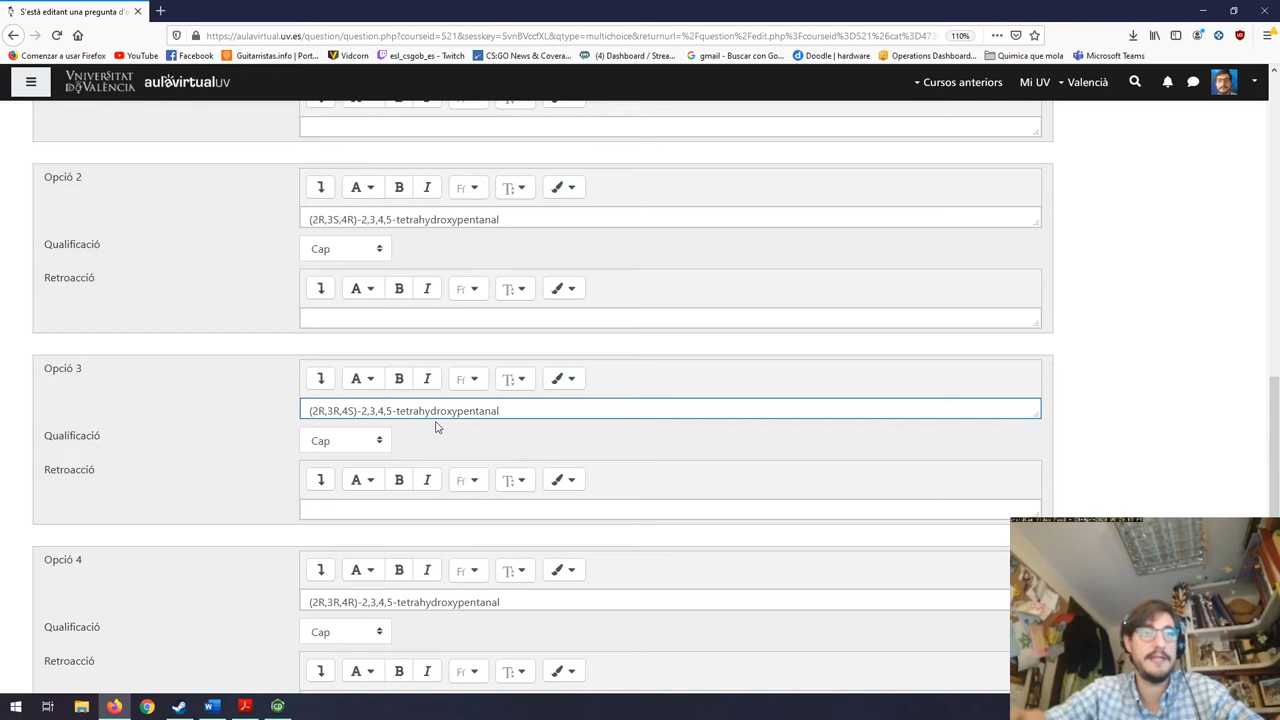 S'està editant una pregunta d'o
https://aulavirtual.uv.es/question/question.php?courseid=521&sesskey=5vnBVccfXL&qtype=multichoice&returnurl=%2Fquestion%2Fedit.php%3Fcourseid%3D521%26cat%3D473
110%
Comenzar a usar Firefox
YouTube
Facebook
Guitarristas.info | Port...
Vidcorn
esl_csgob_es - Twitch
CS:GO News & Covera...
(4) Dashboard / Strea...
gmail - Buscar con Go...
Doodle | hardware
Operations Dashboard...
Quimica que mola
Microsoft Teams
VNIVERSITAT DE VALÈNCIA
aulavirtualuv
Cursos anteriors
Mi UV
Valencià
Opció 2
A
B
I
(2R,3S,4R)-2,3,4,5-tetrahydroxypentanal
Qualificació
Cap
Retroacció
A
B
I
Opció 3
A
B
I
(2R,3R,4S)-2,3,4,5-tetrahydroxypentanal
Qualificació
Cap
Retroacció
A
B
I
Opció 4
A
B
I
(2R,3R,4R)-2,3,4,5-tetrahydroxypentanal
Qualificació
Cap
Retroacció
A
B
I